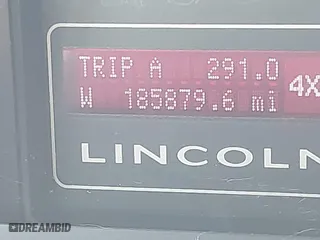 TRIP A 291.0
W 185879.6 mi
4X
LINCOLN
DREAMBID